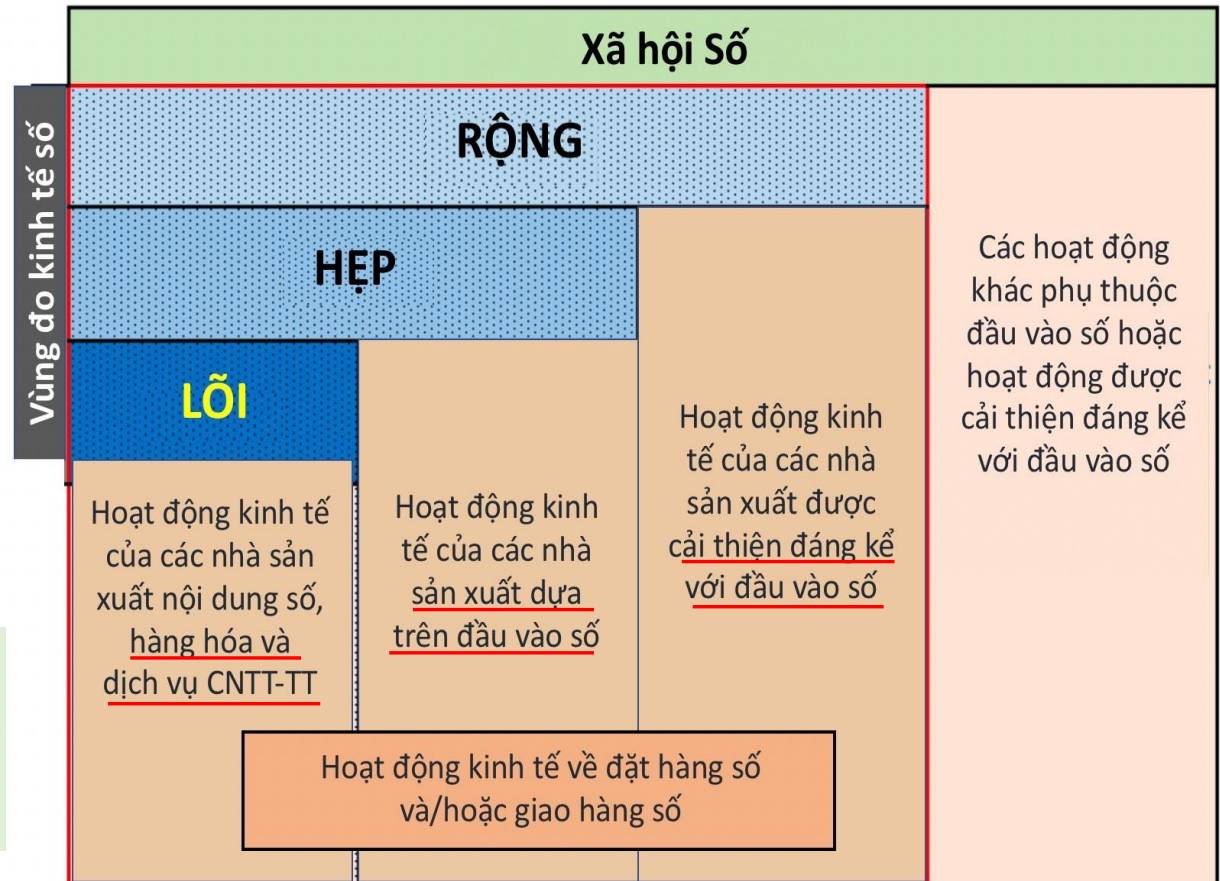 Xã hội Số
Vùng đo kinh tế số
RỘNG
HẸP
LÕI
Hoạt động kinh tế
của các nhà sản
xuất nội dung số,
hàng hóa và
dịch vụ CNTT-TT
Hoạt động kinh
tế của các nhà
sản xuất dựa
trên đầu vào số
Hoạt động kinh
tế của các nhà
sản xuất được
cải thiện đáng kể
với đầu vào số
Các hoạt động
khác phụ thuộc
đầu vào số hoặc
hoạt động được
cải thiện đáng kể
với đầu vào số
Hoạt động kinh tế về đặt hàng số
và/hoặc giao hàng số